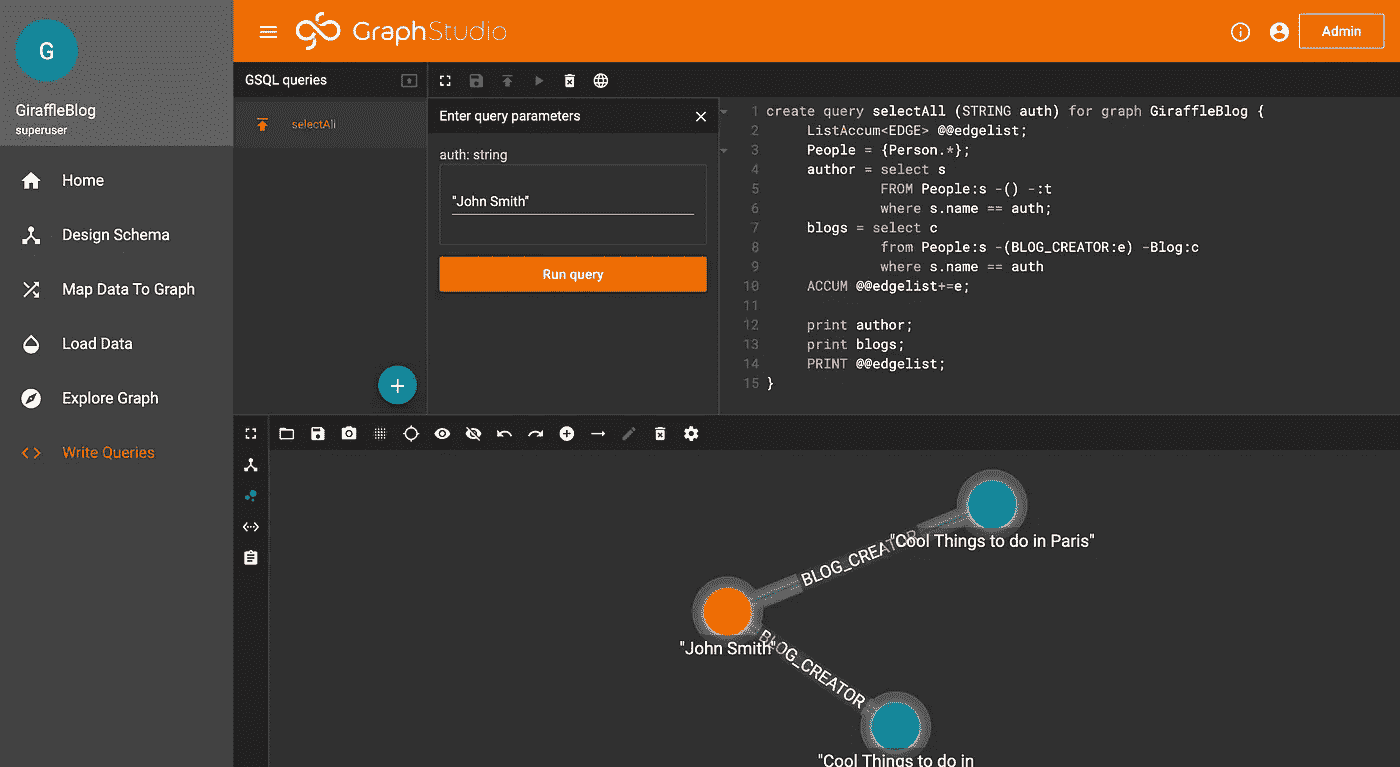 G
GiraffleBlog
superuser
Home
Design Schema
Map Data To Graph
Load Data
Explore Graph
Write Queries
GraphStudio
Admin
GSQL queries
selectAll
Enter query parameters
auth: string
"John Smith"
Run query
1 create query selectAll (STRING auth) for graph GiraffleBlog {
2 ListAccum<EDGE> @@edgelist;
3 People = {Person.*};
4 author = select s
5 FROM People:s -() -:t
6 where s.name == auth;
7 blogs = select c
8 from People:s -(BLOG_CREATOR:e) -Blog:c
9 where s.name == auth
10 ACCUM @@edgelist+=e;
11
12 print author;
13 print blogs;
14 PRINT @@edgelist;
15 }
"Cool Things to do in Paris"
BLOG_CREATOR
"John Smith"
BLOG_CREATOR
"Cool Things to do in